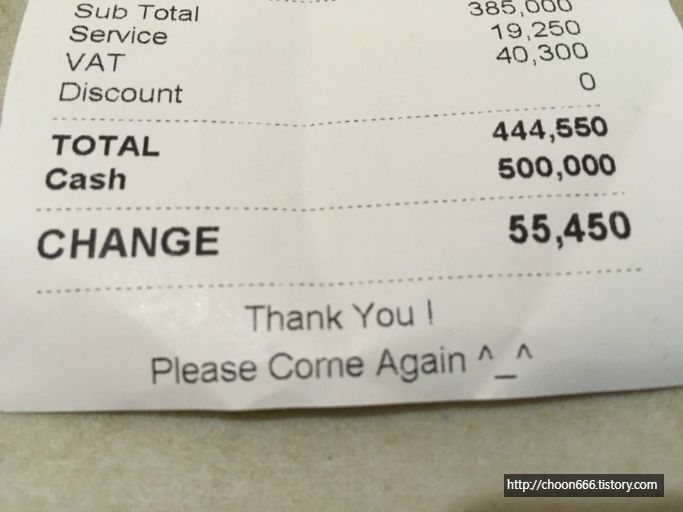 Sub Total 385,000
Service 19,250
VAT 40,300
Discount 0
TOTAL 444,550
Cash 500,000
CHANGE 55,450
Thank You !
Please Come Again ^_^
http://choon666.tistory.com